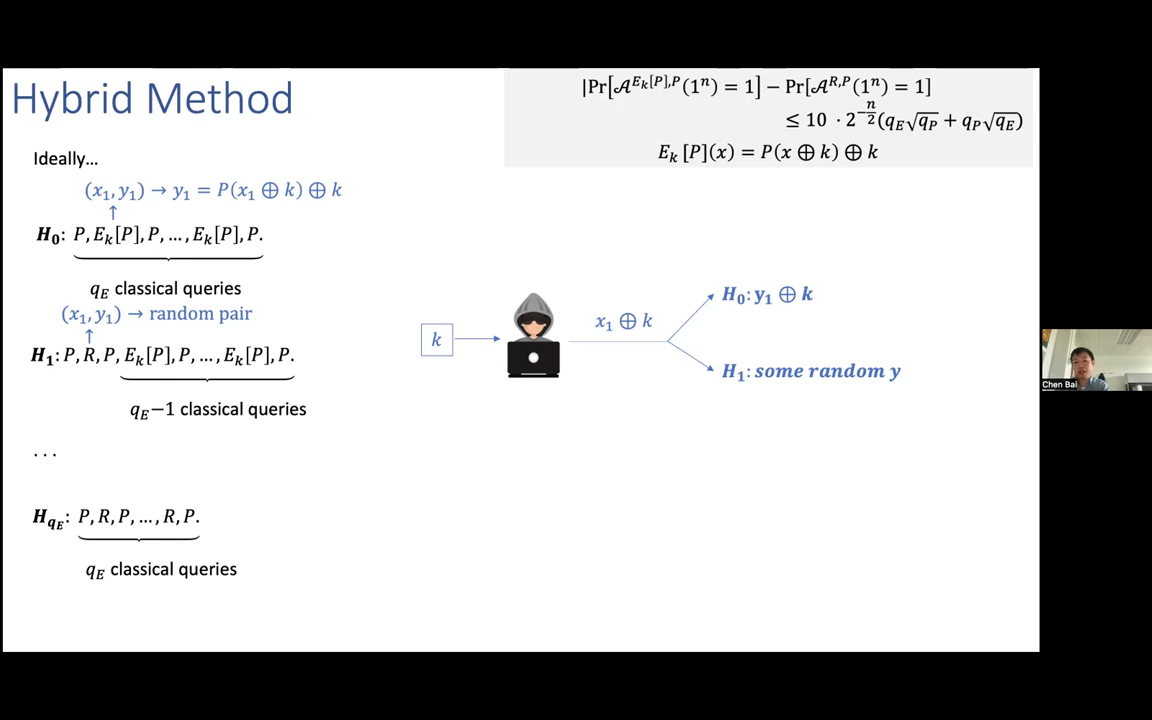 Hybrid Method
|Pr[𝒜^{E_k[P],P}(1^n) = 1] − Pr[𝒜^{R,P}(1^n) = 1]
≤ 10 · 2^{−n/2}(q_E√q_P + q_P√q_E)
E_k [P](x) = P(x ⊕ k) ⊕ k
Ideally…
(x_1, y_1) → y_1 = P(x_1 ⊕ k) ⊕ k
↑
H_0: P, E_k[P], P, …, E_k[P], P.
q_E classical queries
(x_1, y_1) → random pair
↑
H_1: P, R, P, E_k[P], P, …, E_k[P], P.
q_E−1 classical queries
...
H_{q_E}: P, R, P, …, R, P.
q_E classical queries
k
x_1 ⊕ k
H_0: y_1 ⊕ k
H_1: some random y
Chen Bai